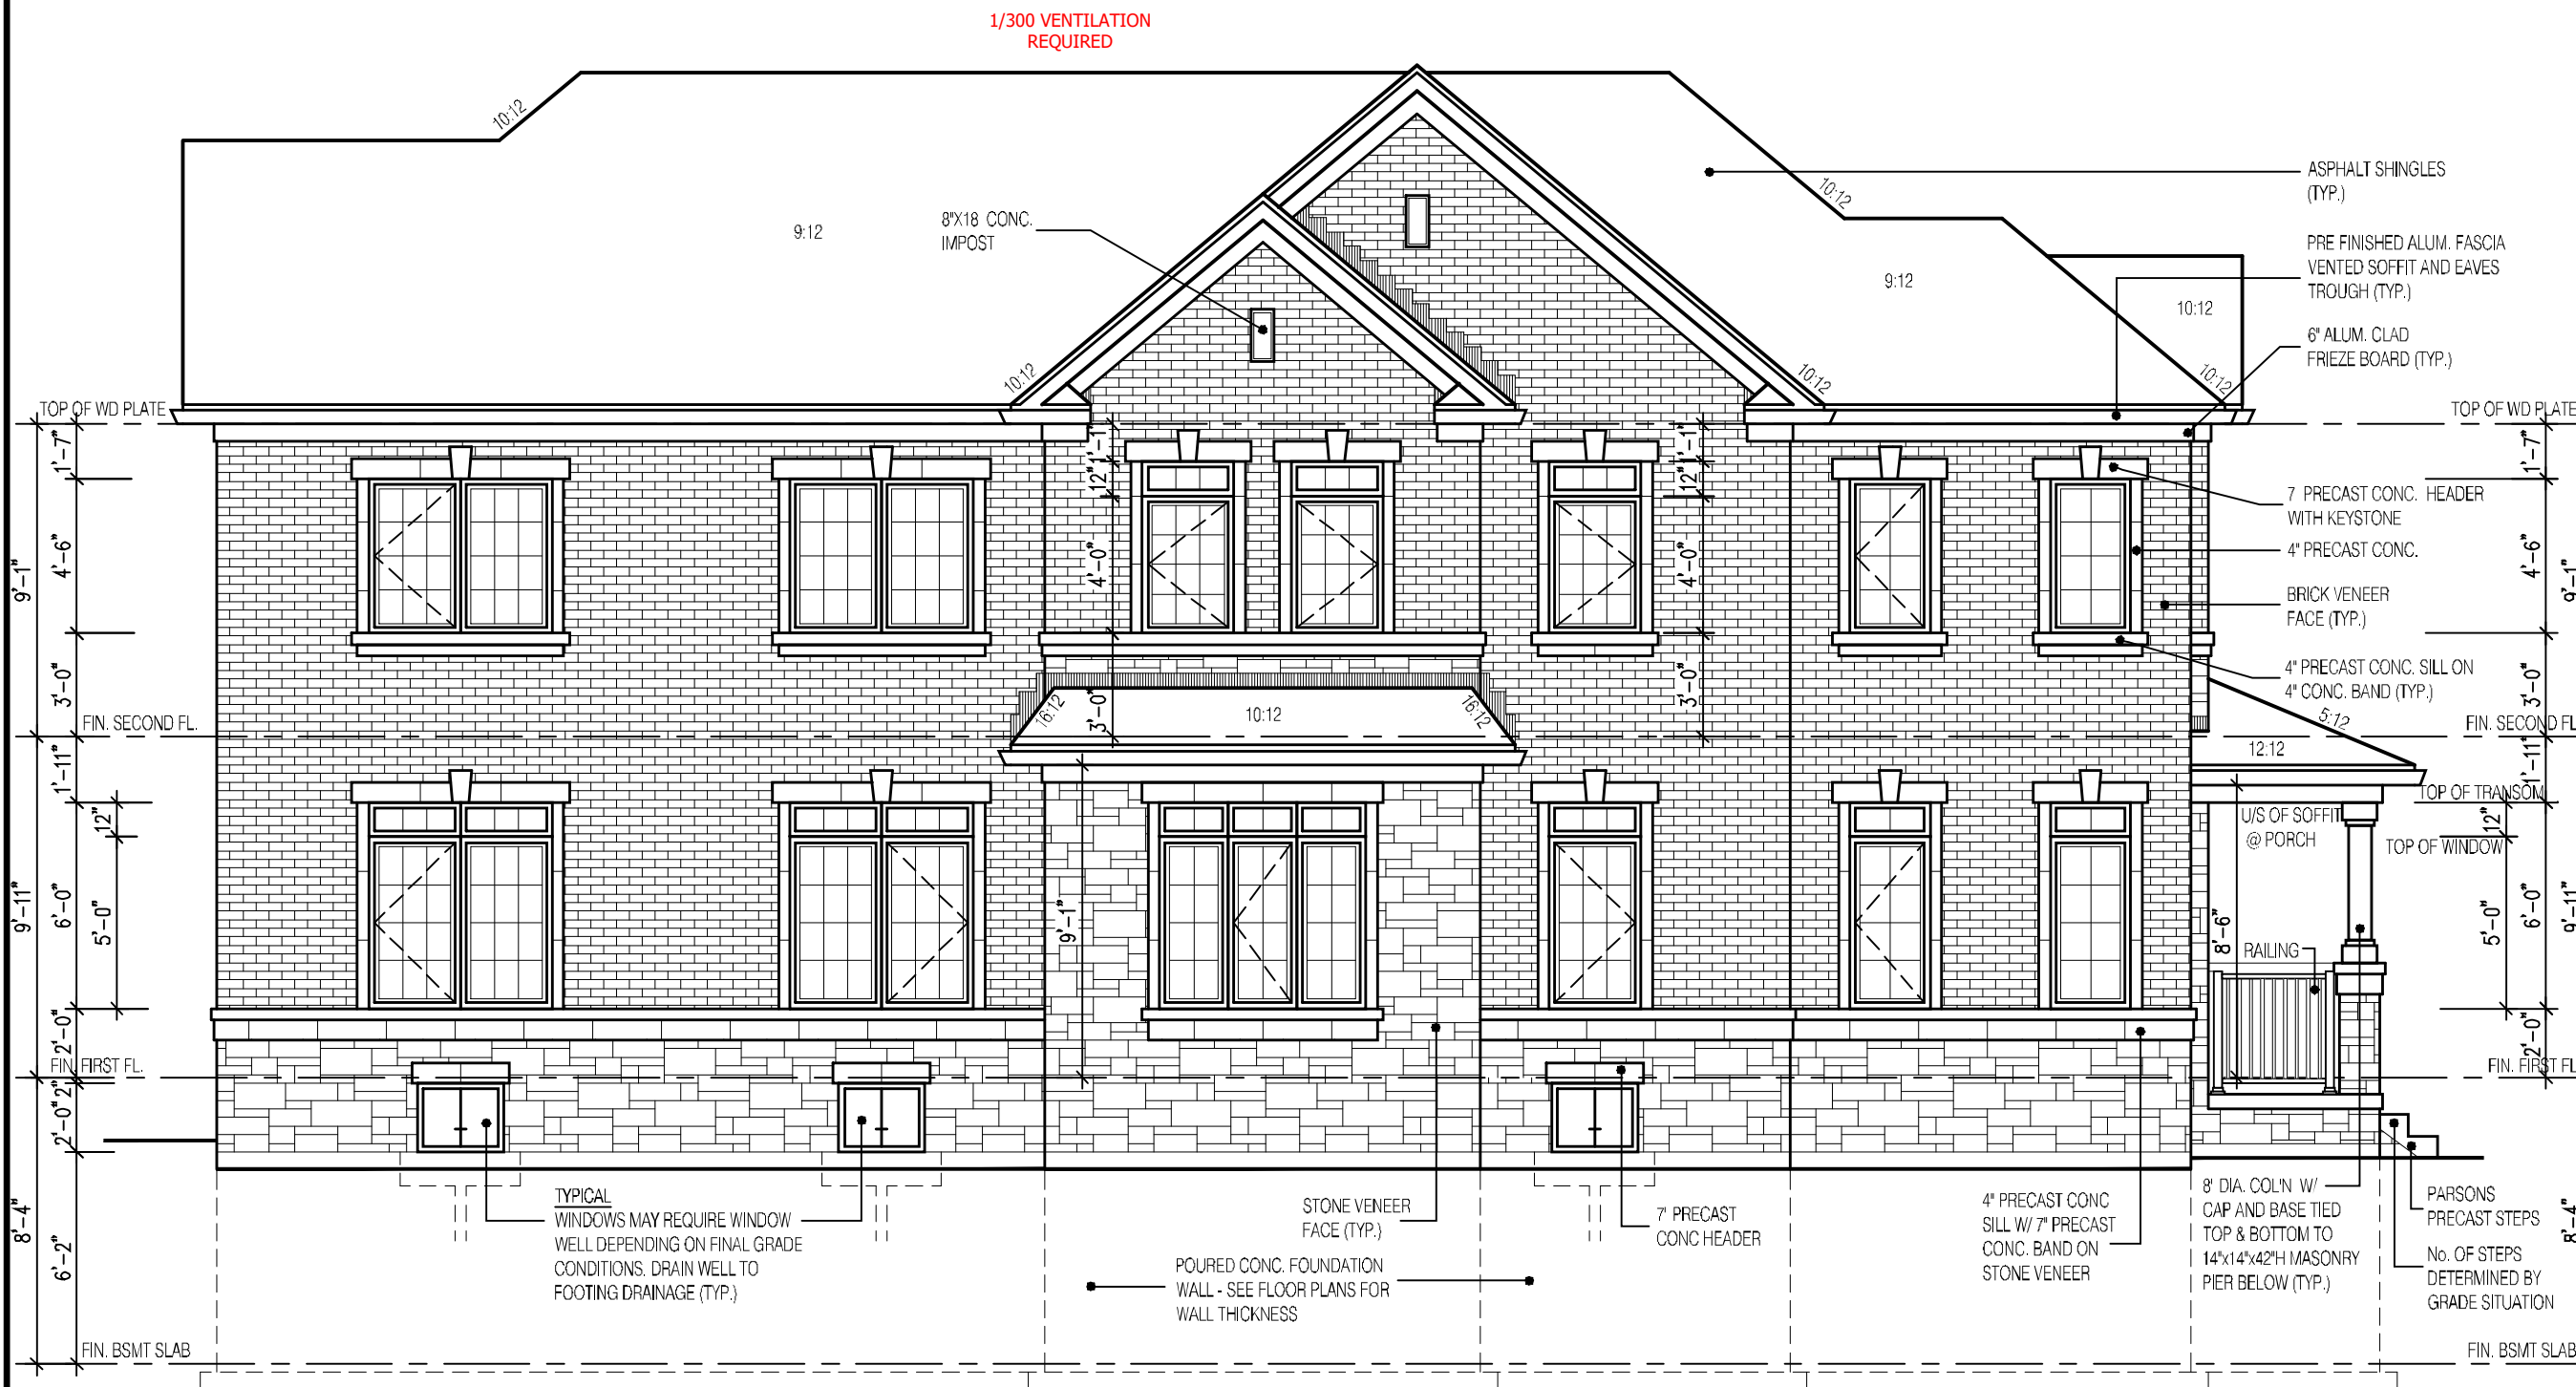 1/300 VENTILATION
REQUIRED
10:12
9:12
8"X18 CONC.
IMPOST
10:12
10:12
10:12
9:12
10:12
10:12
ASPHALT SHINGLES
(TYP.)
PRE FINISHED ALUM. FASCIA
VENTED SOFFIT AND EAVES
TROUGH (TYP.)
6" ALUM. CLAD
FRIEZE BOARD (TYP.)
TOP OF WD PLATE
TOP OF WD PLATE
1'-7"
4'-6"
9'-1"
3'-0"
FIN. SECOND FL.
1'-11"
12"
9'-11"
6'-0"
5'-0"
2'-0"
FIN. FIRST FL.
2"
2'-0"
8'-4"
6'-2"
FIN. BSMT SLAB
1'-1"
12"
4'-0"
3'-0"
16:12
10:12
16:12
9'-1"
1'-1"
12"
4'-0"
3'-0"
7 PRECAST CONC. HEADER
WITH KEYSTONE
4" PRECAST CONC.
BRICK VENEER
FACE (TYP.)
4" PRECAST CONC. SILL ON
4" CONC. BAND (TYP.)
5:12
12:12
1'-7"
4'-6"
9'-1"
3'-0"
FIN. SECOND FL
1'-11"
TOP OF TRANSOM
U/S OF SOFFIT
@ PORCH
12"
TOP OF WINDOW
8'-6"
5'-0"
6'-0"
9'-11"
RAILING
2'-0"
FIN. FIRST FL
TYPICAL
WINDOWS MAY REQUIRE WINDOW
WELL DEPENDING ON FINAL GRADE
CONDITIONS. DRAIN WELL TO
FOOTING DRAINAGE (TYP.)
STONE VENEER
FACE (TYP.)
POURED CONC. FOUNDATION
WALL - SEE FLOOR PLANS FOR
WALL THICKNESS
7' PRECAST
CONC HEADER
4" PRECAST CONC
SILL W/ 7" PRECAST
CONC. BAND ON
STONE VENEER
8' DIA. COL'N W/
CAP AND BASE TIED
TOP & BOTTOM TO
14"x14"x42"H MASONRY
PIER BELOW (TYP.)
PARSONS
PRECAST STEPS
No. OF STEPS
DETERMINED BY
GRADE SITUATION
8'-4"
FIN. BSMT SLAB